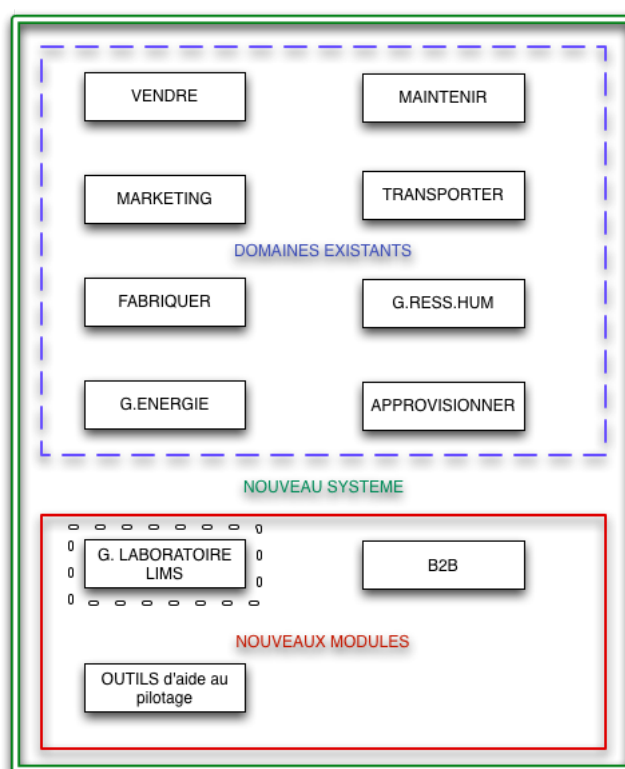 VENDRE
MAINTENIR
MARKETING
TRANSPORTER
DOMAINES EXISTANTS
FABRIQUER
G.RESS.HUM
G.ENERGIE
APPROVISIONNER
NOUVEAU SYSTEME
G. LABORATOIRE
LIMS
B2B
NOUVEAUX MODULES
OUTILS d'aide au
pilotage